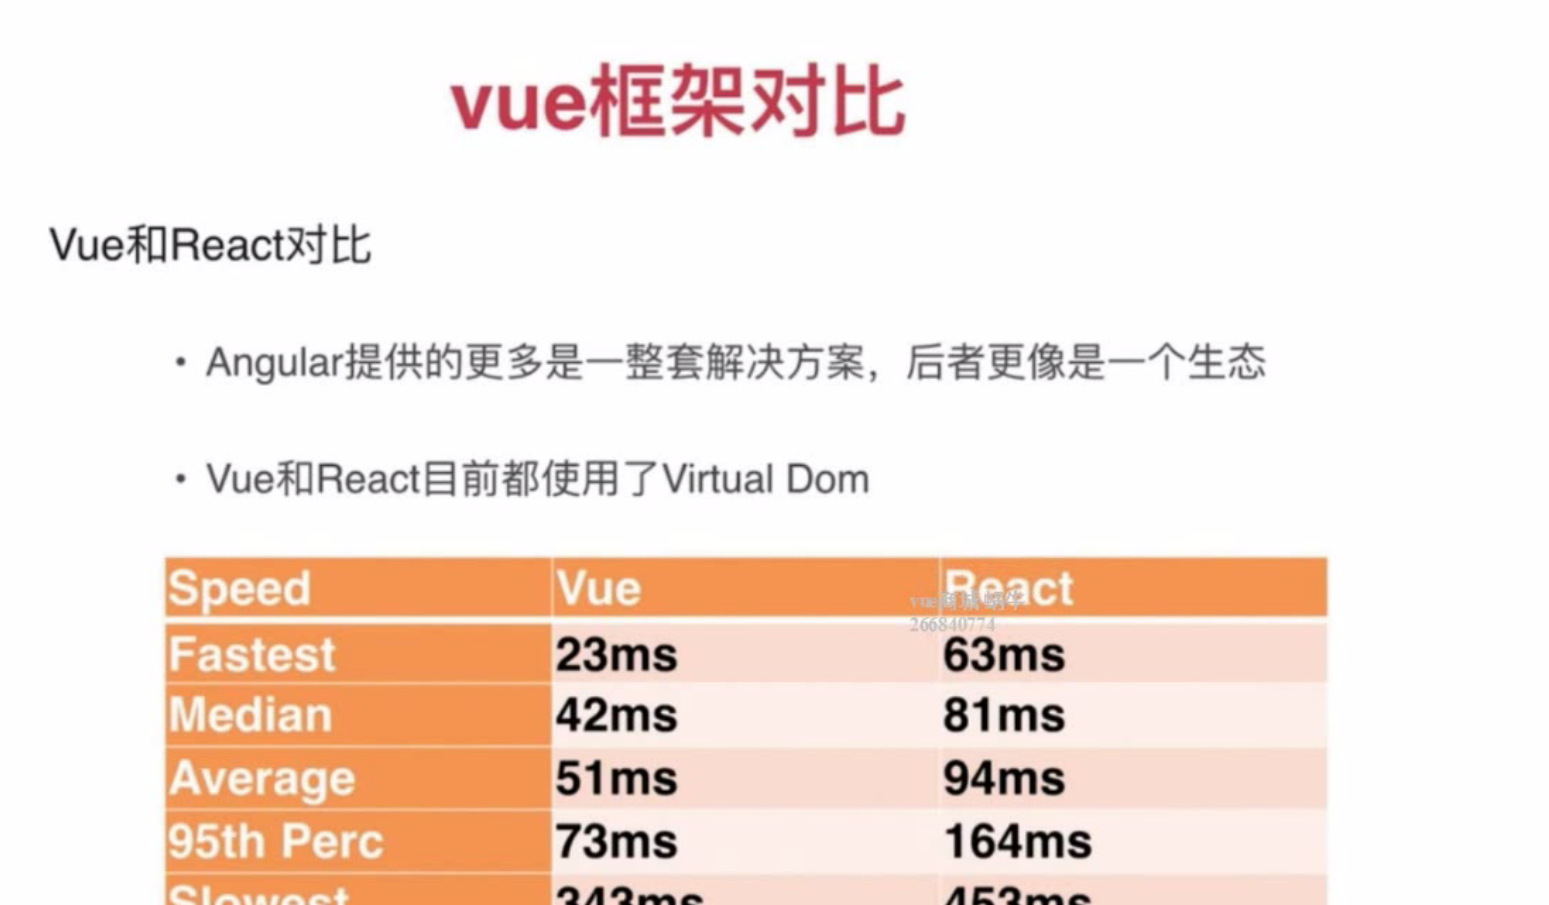 vue框架对比
Vue和React对比
• Angular提供的更多是一整套解决方案，后者更像是一个生态
• Vue和React目前都使用了Virtual Dom
Speed Vue React
vue商城 蜗牛
266840774
Fastest 23ms 63ms
Median 42ms 81ms
Average 51ms 94ms
95th Perc 73ms 164ms
Slowest 343ms 453ms